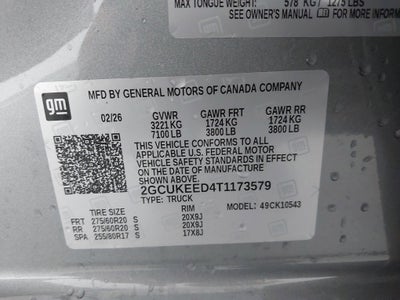 MAX TONGUE WEIGHT: 578 KG / 1275 LBS
SEE OWNER'S MANUAL FOR MORE INFORMATION
gm
MFD BY GENERAL MOTORS OF CANADA COMPANY
02/26 GVWR GAWR FRT GAWR RR
3221 KG 1724 KG 1724 KG
7100 LB 3800 LB 3800 LB
THIS VEHICLE CONFORMS TO ALL
APPLICABLE U.S. FEDERAL MOTOR
VEHICLE SAFETY STANDARDS IN EFFECT ON
THE DATE OF MANUFACTURE SHOWN ABOVE.
2GCUKEED4T1173579
TYPE: TRUCK MODEL: 49CK10543
TIRE SIZE RIM
FRT 275/60R20 S 20X9J
RR 275/60R20 S 20X9J
SPA 255/80R17 S 17X8J